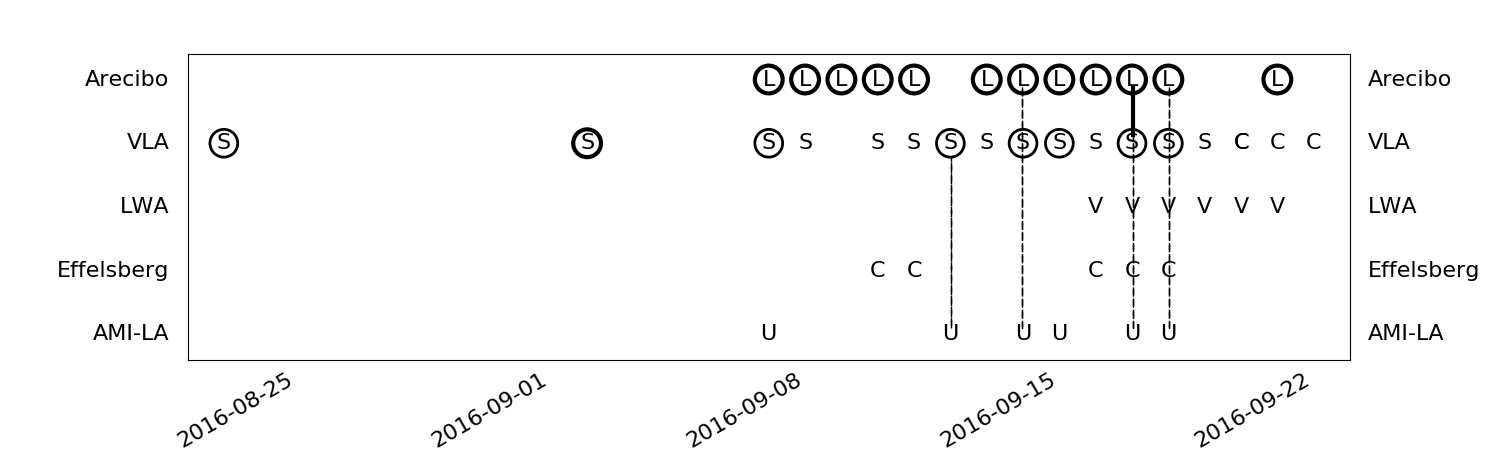 Arecibo L L L L L L L L L L L L Arecibo
VLA S S S S S S S S S S S S S S C C C VLA
LWA V V V V V V LWA
Effelsberg C C C C C Effelsberg
AMI-LA U U U U U U AMI-LA
2016-08-25 2016-09-01 2016-09-08 2016-09-15 2016-09-22